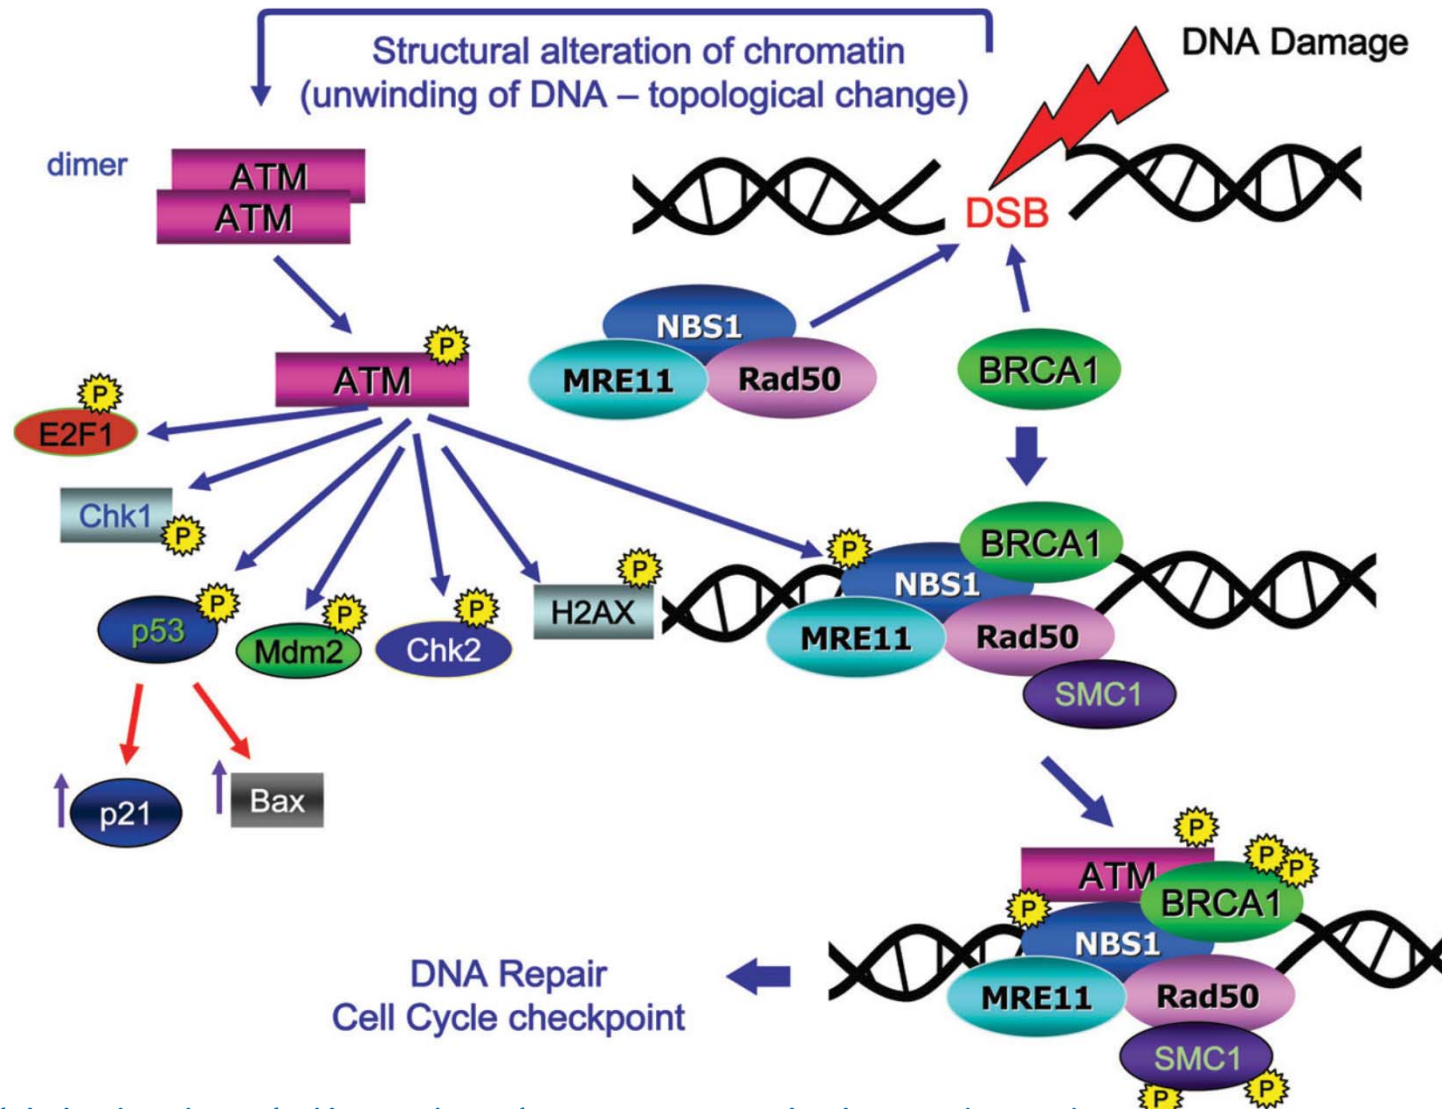 Structural alteration of chromatin
(unwinding of DNA – topological change)
DNA Damage
dimer
ATM
ATM
DSB
NBS1
MRE11
Rad50
BRCA1
P
ATM
P
E2F1
Chk1
P
P
p53
P
Mdm2
P
Chk2
P
H2AX
P
NBS1
BRCA1
MRE11
Rad50
SMC1
p21
Bax
P
ATM
P
P
BRCA1
P
NBS1
MRE11
Rad50
SMC1
P
P
DNA Repair
Cell Cycle checkpoint